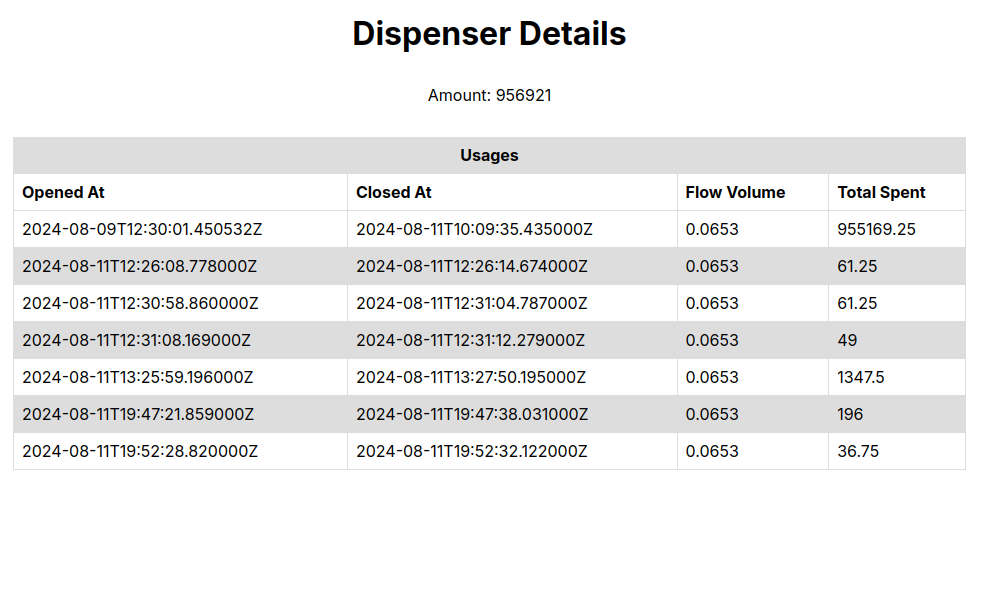 Dispenser Details
Amount: 956921
Usages
Opened At Closed At Flow Volume Total Spent
2024-08-09T12:30:01.450532Z 2024-08-11T10:09:35.435000Z 0.0653 955169.25
2024-08-11T12:26:08.778000Z 2024-08-11T12:26:14.674000Z 0.0653 61.25
2024-08-11T12:30:58.860000Z 2024-08-11T12:31:04.787000Z 0.0653 61.25
2024-08-11T12:31:08.169000Z 2024-08-11T12:31:12.279000Z 0.0653 49
2024-08-11T13:25:59.196000Z 2024-08-11T13:27:50.195000Z 0.0653 1347.5
2024-08-11T19:47:21.859000Z 2024-08-11T19:47:38.031000Z 0.0653 196
2024-08-11T19:52:28.820000Z 2024-08-11T19:52:32.122000Z 0.0653 36.75